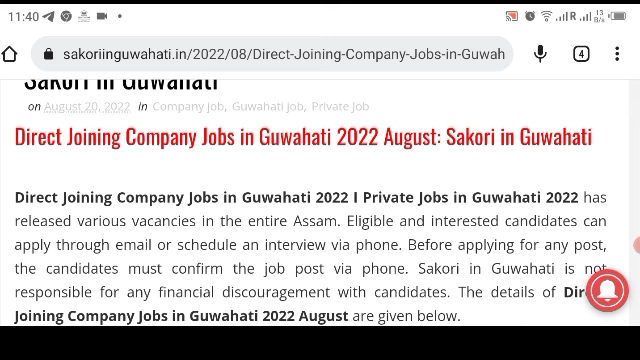 11:40
R 13 B/s
sakoriinguwahati.in/2022/08/Direct-Joining-Company-Jobs-in-Guwah
4
Sakori in Guwahati
on August 20, 2022 in Company job, Guwahati job, Private Job
Direct Joining Company Jobs in Guwahati 2022 August: Sakori in Guwahati
Direct Joining Company Jobs in Guwahati 2022 I Private Jobs in Guwahati 2022 has
released various vacancies in the entire Assam. Eligible and interested candidates can
apply through email or schedule an interview via phone. Before applying for any post,
the candidates must confirm the job post via phone. Sakori in Guwahati is not
responsible for any financial discouragement with candidates. The details of Direct
Joining Company Jobs in Guwahati 2022 August are given below.